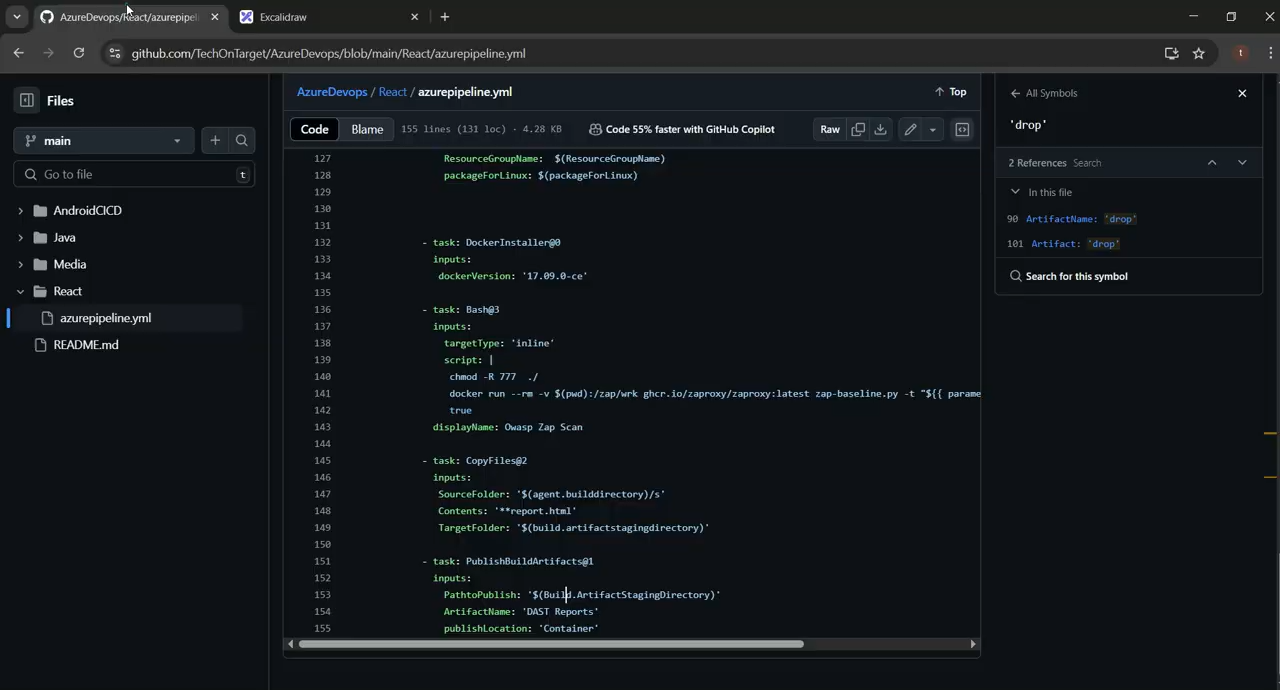 AzureDevops/React/azurepipel
Excalidraw
github.com/TechOnTarget/AzureDevops/blob/main/React/azurepipeline.yml
t
Files
main
Go to file
t
AndroidCICD
Java
Media
React
azurepipeline.yml
README.md
AzureDevops / React / azurepipeline.yml
Top
Code
Blame
155 lines (131 loc) · 4.28 KB
Code 55% faster with GitHub Copilot
Raw
127 ResourceGroupName: $(ResourceGroupName)
128 packageForLinux: $(packageForLinux)
129
130
131
132 - task: DockerInstaller@0
133 inputs:
134 dockerVersion: '17.09.0-ce'
135
136 - task: Bash@3
137 inputs:
138 targetType: 'inline'
139 script: |
140 chmod -R 777 ./
141 docker run --rm -v $(pwd):/zap/wrk ghcr.io/zaproxy/zaproxy:latest zap-baseline.py -t "${{ parame
142 true
143 displayName: Owasp Zap Scan
144
145 - task: CopyFiles@2
146 inputs:
147 SourceFolder: '$(agent.builddirectory)/s'
148 Contents: '**report.html'
149 TargetFolder: '$(build.artifactstagingdirectory)'
150
151 - task: PublishBuildArtifacts@1
152 inputs:
153 PathtoPublish: '$(Build.ArtifactStagingDirectory)'
154 ArtifactName: 'DAST Reports'
155 publishLocation: 'Container'
All Symbols
'drop'
2 References Search
In this file
90 ArtifactName: 'drop'
101 Artifact: 'drop'
Search for this symbol